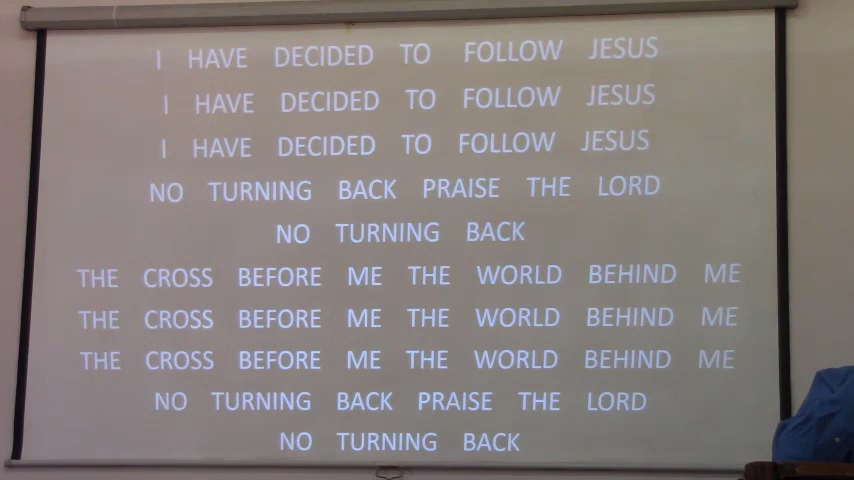 I HAVE DECIDED TO FOLLOW JESUS
I HAVE DECIDED TO FOLLOW JESUS
I HAVE DECIDED TO FOLLOW JESUS
NO TURNING BACK PRAISE THE LORD
NO TURNING BACK
THE CROSS BEFORE ME THE WORLD BEHIND ME
THE CROSS BEFORE ME THE WORLD BEHIND ME
THE CROSS BEFORE ME THE WORLD BEHIND ME
NO TURNING BACK PRAISE THE LORD
NO TURNING BACK